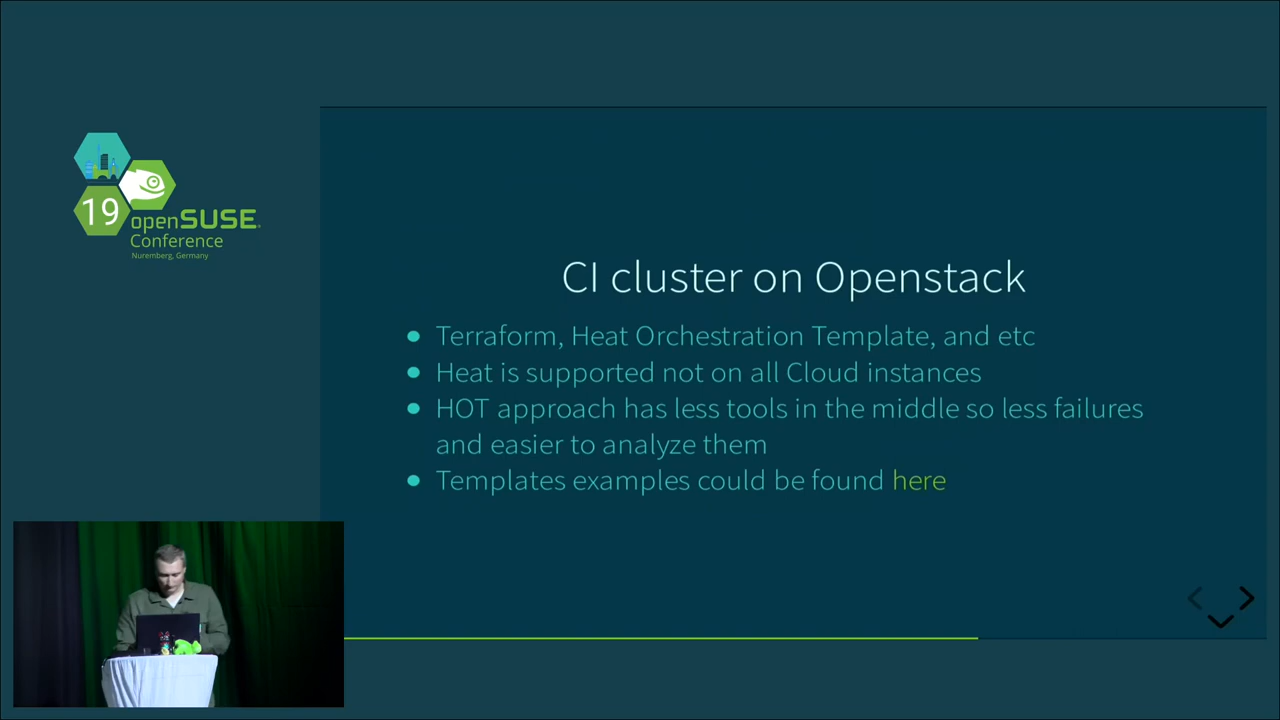 19
openSUSE
Conference
Nuremberg, Germany
CI cluster on Openstack
Terraform, Heat Orchestration Template, and etc
Heat is supported not on all Cloud instances
HOT approach has less tools in the middle so less failures
and easier to analyze them
Templates examples could be found here